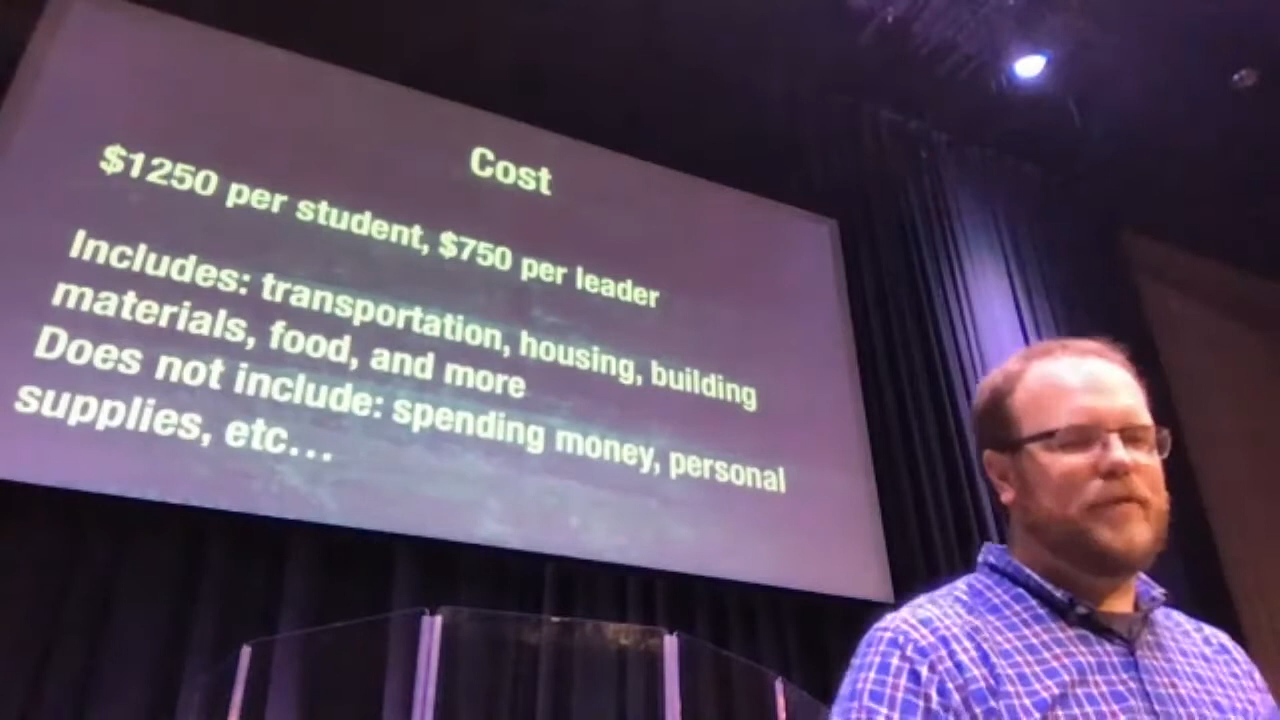 Cost
$1250 per student, $750 per leader
Includes: transportation, housing, building
materials, food, and more
Does not include: spending money, personal
supplies, etc…